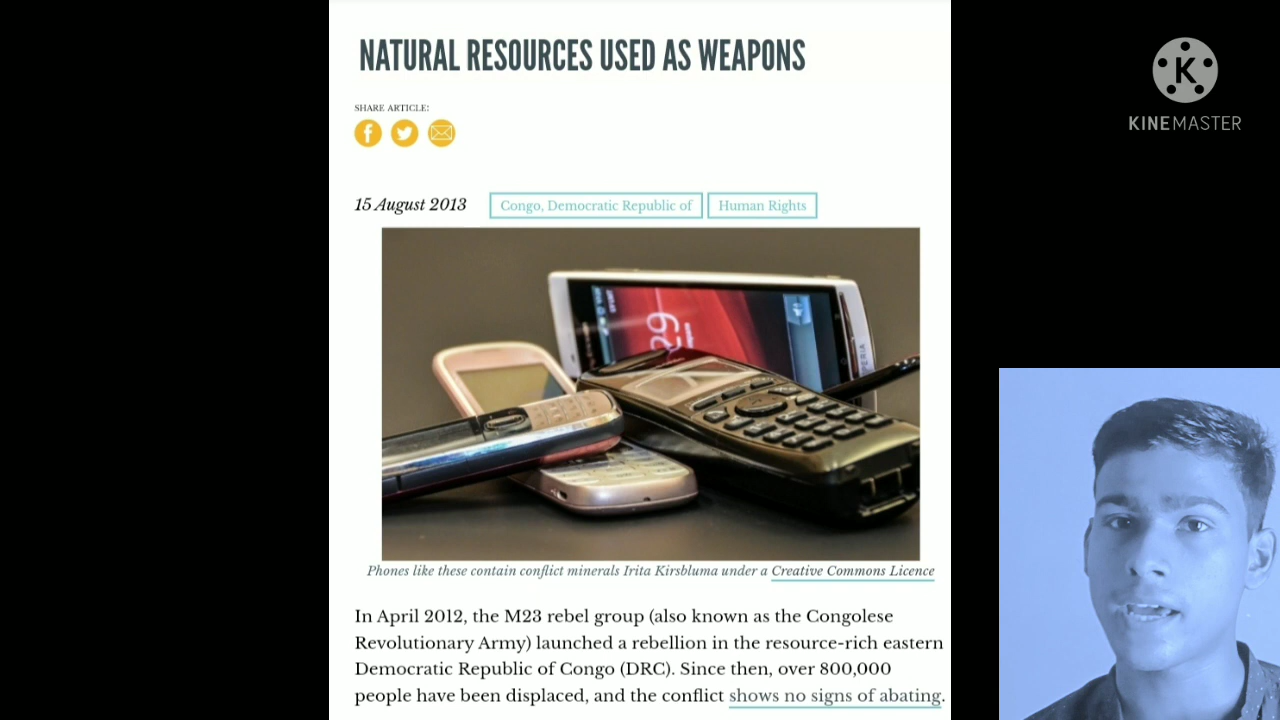 NATURAL RESOURCES USED AS WEAPONS
SHARE ARTICLE:
15 August 2013
Congo, Democratic Republic of
Human Rights
29
XPERIA
Phones like these contain conflict minerals Irita Kirsbluma under a Creative Commons Licence
In April 2012, the M23 rebel group (also known as the Congolese
Revolutionary Army) launched a rebellion in the resource-rich eastern
Democratic Republic of Congo (DRC). Since then, over 800,000
people have been displaced, and the conflict shows no signs of abating.
K
KINEMASTER